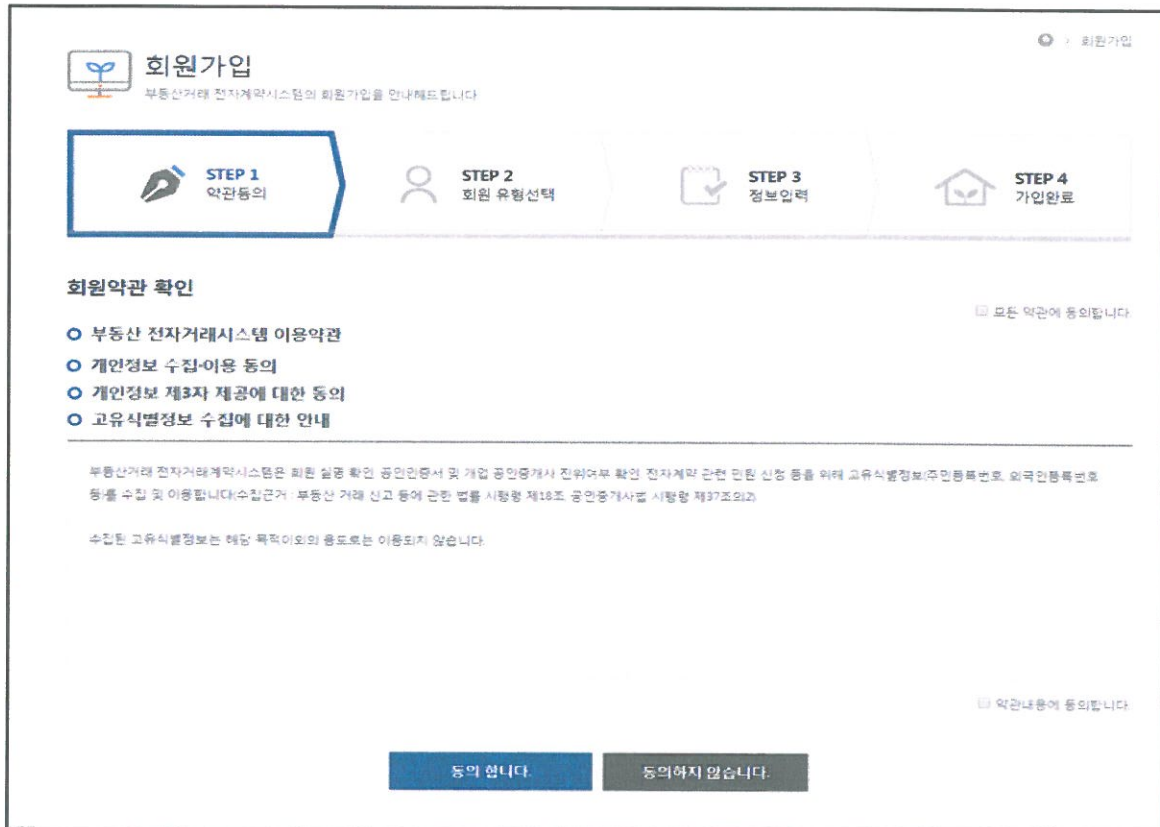 회원가입
회원가입
부동산거래 전자계약시스템의 회원가입을 안내해드립니다
STEP 1
약관동의
STEP 2
회원 유형선택
STEP 3
정보입력
STEP 4
가입완료
회원약관 확인
모든 약관에 동의합니다.
부동산 전자거래시스템 이용약관
개인정보 수집·이용 동의
개인정보 제3자 제공에 대한 동의
고유식별정보 수집에 대한 안내
부동산거래 전자거래계약시스템은 회원 실명 확인 공인인증서 및 개업 공인중개사 진위여부 확인 전자계약 관련 민원 신청 등을 위해 고유식별정보(주민등록번호, 외국인등록번호
등)를 수집 및 이용합니다(수집근거 : 부동산 거래 신고 등에 관한 법률 시행령 제18조 공인중개사법 시행령 제37조의2)
수집된 고유식별정보는 해당 목적이외의 용도로는 이용되지 않습니다.
약관내용에 동의합니다.
동의 합니다.
동의하지 않습니다.